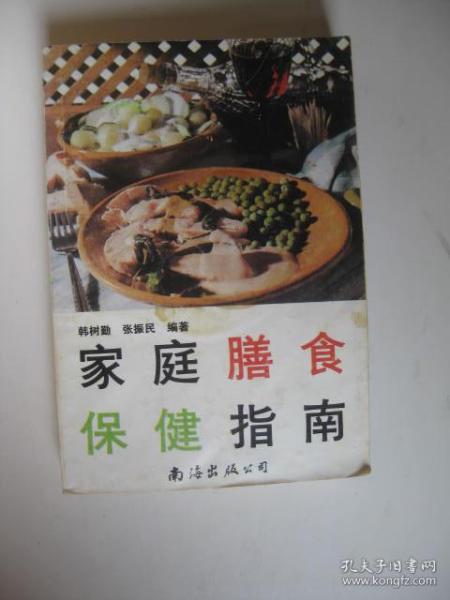 韩树勤 张振民 编著
家庭膳食
保健指南
南海出版公司
孔夫子旧书网
www.kongfz.com